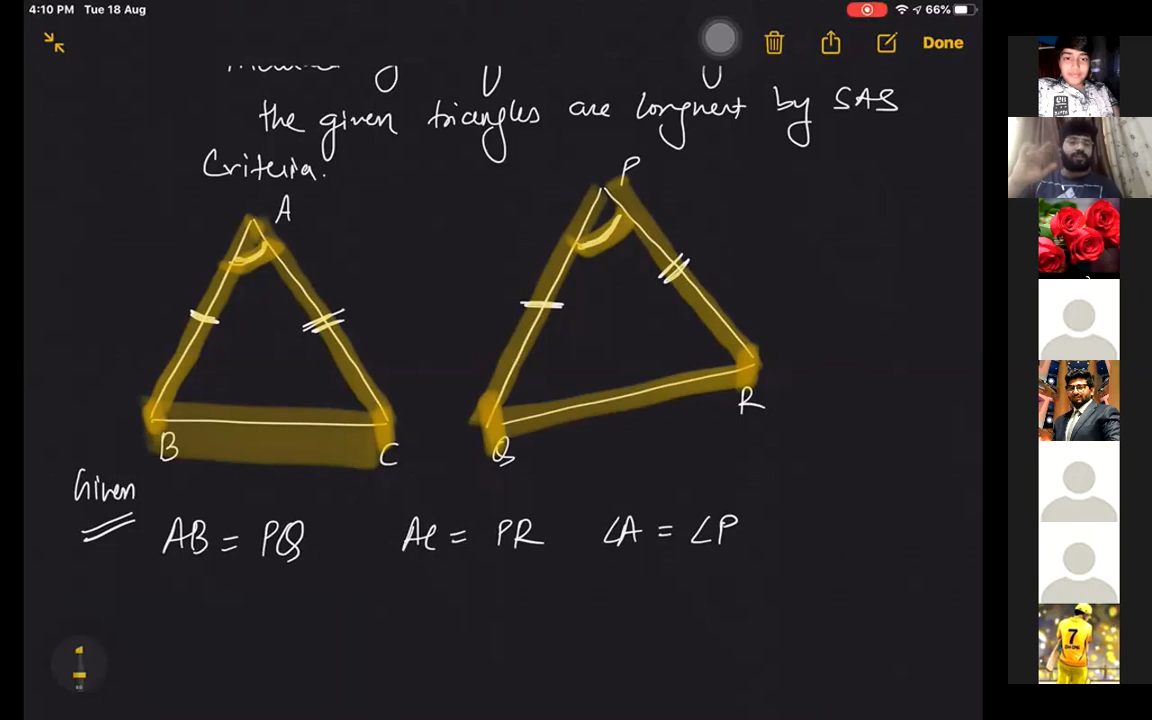 4:10 PM Tue 18 Aug
66%
Done
the given triangles are congruent by SAS
Criteria.
A
P
B
C
Q
R
Given
AB = PQ AC = PR ∠A = ∠P
7